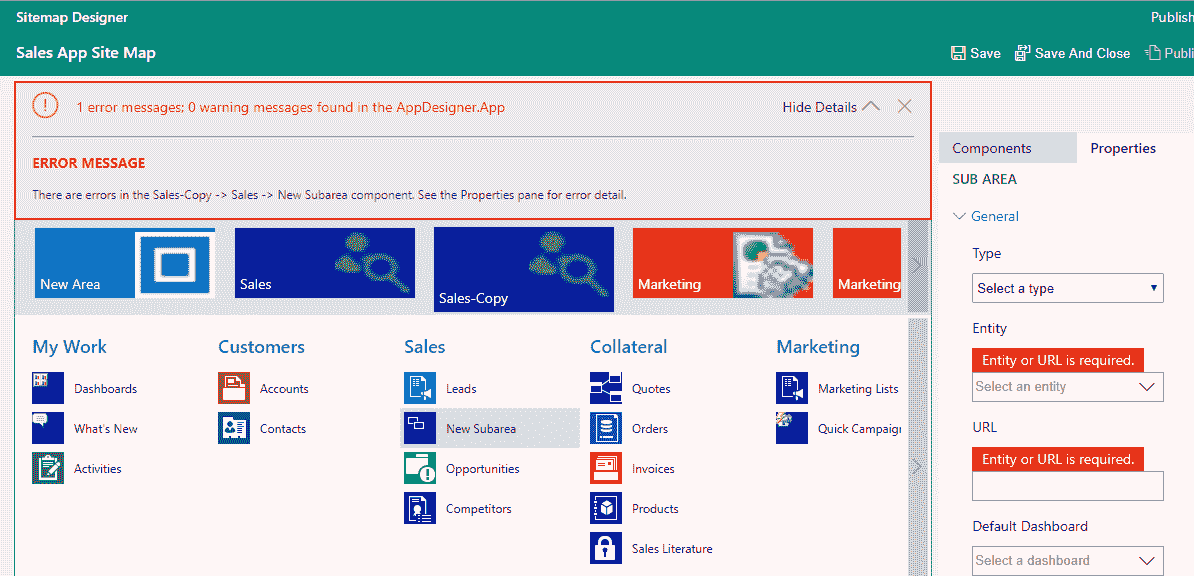 Sitemap Designer
Publish
Sales App Site Map
Save
Save And Close
Publi
1 error messages; 0 warning messages found in the AppDesigner.App
Hide Details
ERROR MESSAGE
There are errors in the Sales-Copy -> Sales -> New Subarea component. See the Properties pane for error detail.
New Area
Sales
Sales-Copy
Marketing
Marketing
My Work
Dashboards
What's New
Activities
Customers
Accounts
Contacts
Sales
Leads
New Subarea
Opportunities
Competitors
Collateral
Quotes
Orders
Invoices
Products
Sales Literature
Marketing
Marketing Lists
Quick Campaign
Components
Properties
SUB AREA
General
Type
Select a type
Entity
Entity or URL is required.
Select an entity
URL
Entity or URL is required.
Default Dashboard
Select a dashboard